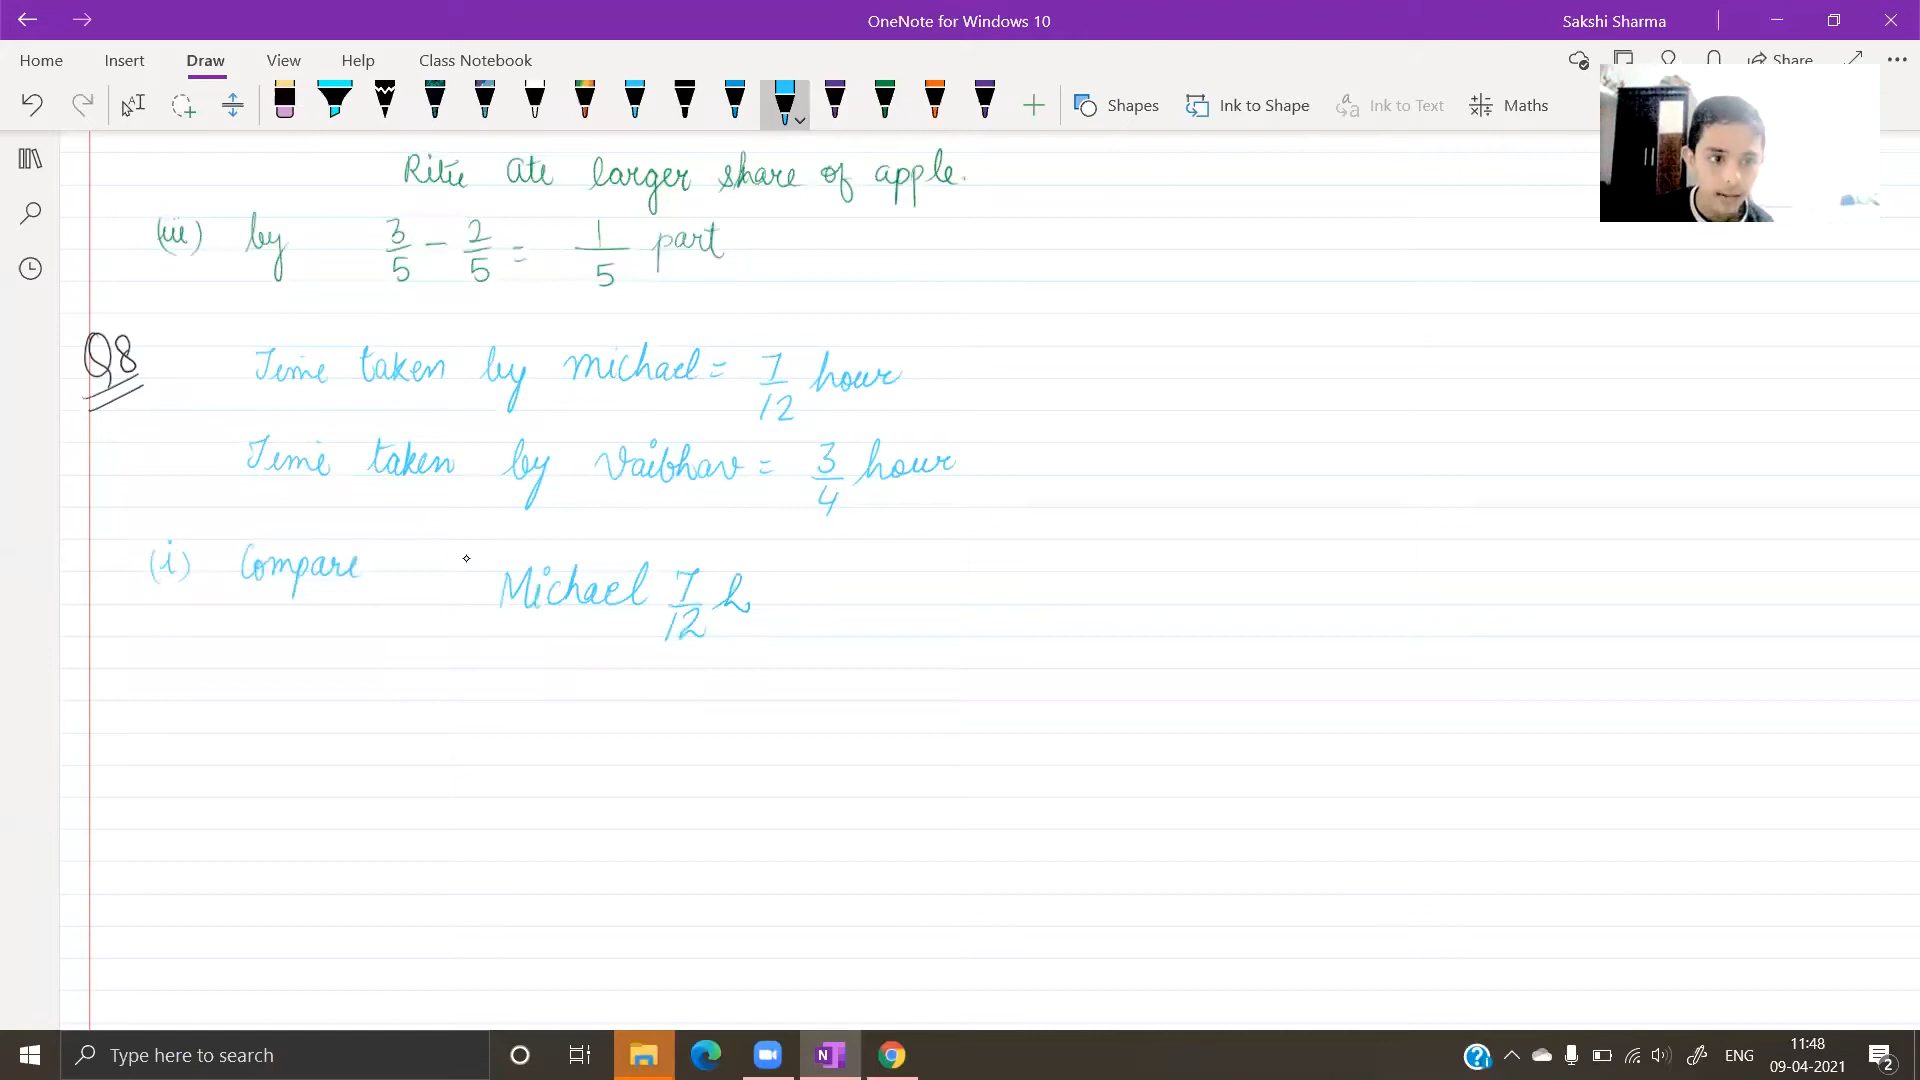 OneNote for Windows 10
Sakshi Sharma
Home Insert Draw View Help Class Notebook
Share
Shapes Ink to Shape Ink to Text Maths
Ritu ate larger share of apple.
(iii) by 3/5 - 2/5 = 1/5 part
Q8
Time taken by michael = 7/12 hour
Time taken by Vaibhav = 3/4 hour
(i) Compare
Michael 7/12 h
Type here to search
ENG
11:48
09-04-2021
2